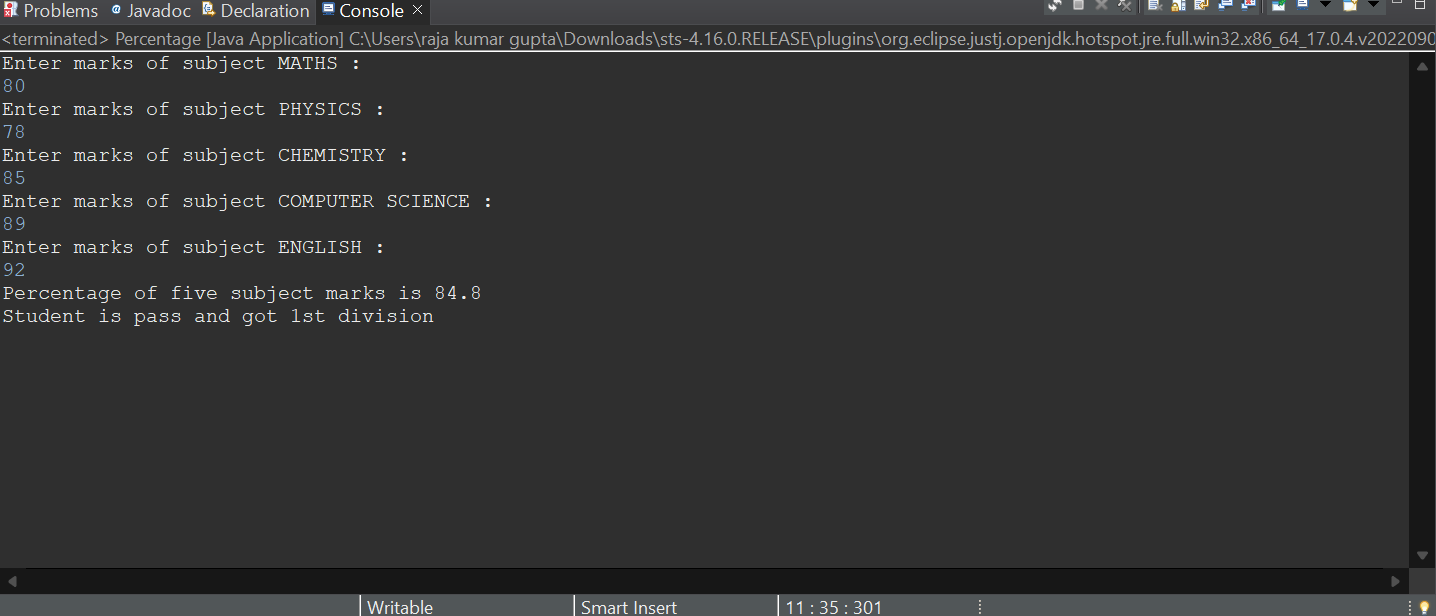 Problems Javadoc Declaration Console
<terminated> Percentage [Java Application] C:\Users\raja kumar gupta\Downloads\sts-4.16.0.RELEASE\plugins\org.eclipse.justj.openjdk.hotspot.jre.full.win32.x86_64_17.0.4.v2022090
Enter marks of subject MATHS :
80
Enter marks of subject PHYSICS :
78
Enter marks of subject CHEMISTRY :
85
Enter marks of subject COMPUTER SCIENCE :
89
Enter marks of subject ENGLISH :
92
Percentage of five subject marks is 84.8
Student is pass and got 1st division
Writable Smart Insert 11 : 35 : 301